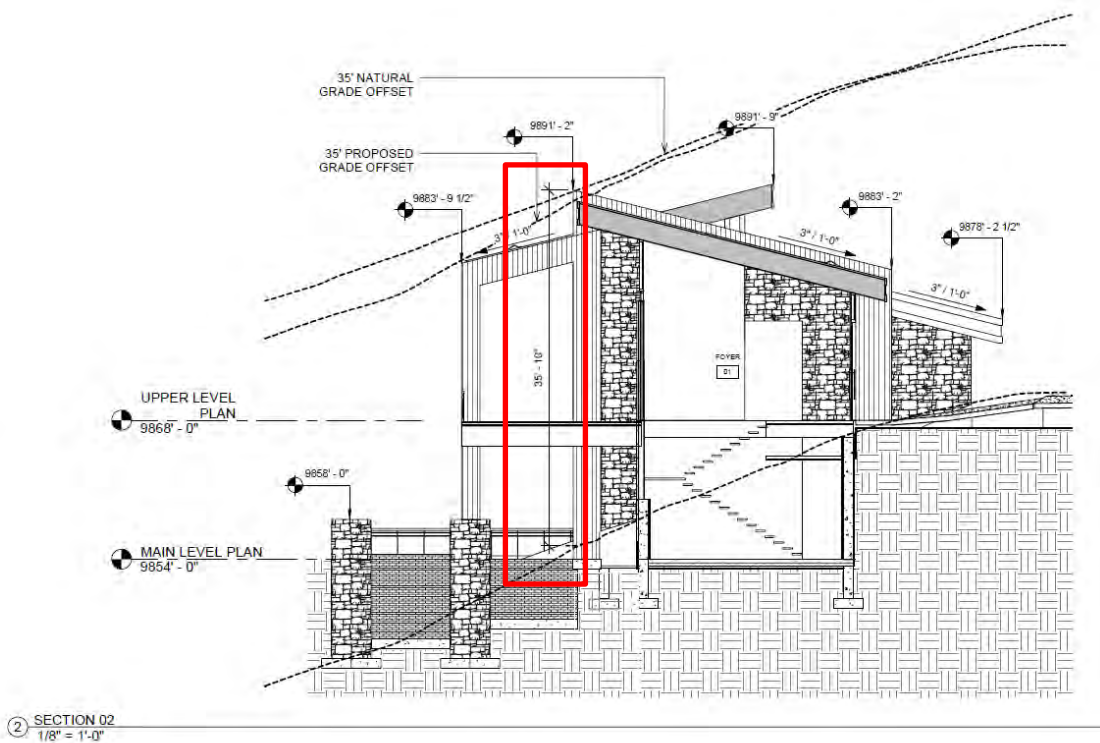 35' NATURAL
GRADE OFFSET
9891' - 2"
9891' - 9"
35' PROPOSED
GRADE OFFSET
9883' - 9 1/2"
9883' - 2"
9878' - 2 1/2"
3" / 1'-0"
3" / 1'-0"
3" / 1'-0"
35' - 10"
FOYER
01
UPPER LEVEL
PLAN
9868' - 0"
9858' - 0"
MAIN LEVEL PLAN
9854' - 0"
2
SECTION 02
1/8" = 1'-0"